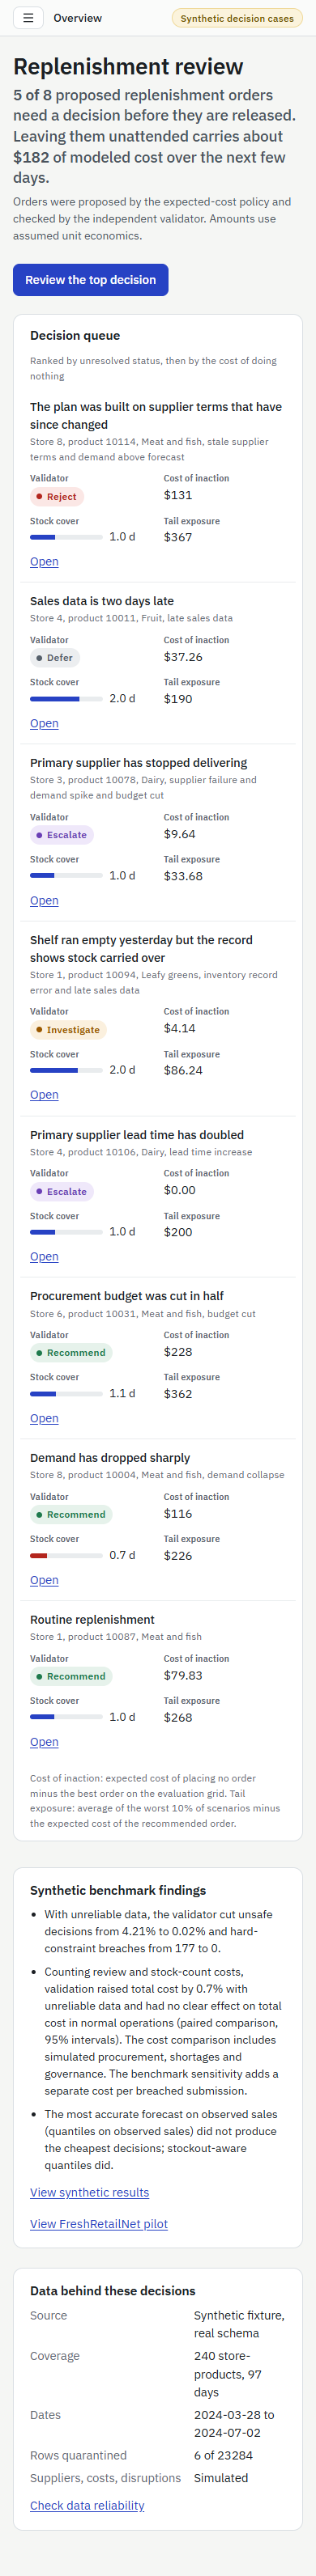 Overview
Synthetic decision cases
Replenishment review
5 of 8 proposed replenishment orders
need a decision before they are released.
Leaving them unattended carries about
$182 of modeled cost over the next few
days.
Orders were proposed by the expected-cost policy and
checked by the independent validator. Amounts use
assumed unit economics.
Review the top decision
Decision queue
Ranked by unresolved status, then by the cost of doing
nothing
The plan was built on supplier terms that have
since changed
Store 8, product 10114, Meat and fish, stale supplier
terms and demand above forecast
Validator
Cost of inaction
Reject
$131
Stock cover
Tail exposure
1.0 d
$367
Open
Sales data is two days late
Store 4, product 10011, Fruit, late sales data
Validator
Cost of inaction
Defer
$37.26
Stock cover
Tail exposure
2.0 d
$190
Open
Primary supplier has stopped delivering
Store 3, product 10078, Dairy, supplier failure and
demand spike and budget cut
Validator
Cost of inaction
Escalate
$9.64
Stock cover
Tail exposure
1.0 d
$33.68
Open
Shelf ran empty yesterday but the record
shows stock carried over
Store 1, product 10094, Leafy greens, inventory record
error and late sales data
Validator
Cost of inaction
Investigate
$4.14
Stock cover
Tail exposure
2.0 d
$86.24
Open
Primary supplier lead time has doubled
Store 4, product 10106, Dairy, lead time increase
Validator
Cost of inaction
Escalate
$0.00
Stock cover
Tail exposure
1.0 d
$200
Open
Procurement budget was cut in half
Store 6, product 10031, Meat and fish, budget cut
Validator
Cost of inaction
Recommend
$228
Stock cover
Tail exposure
1.1 d
$362
Open
Demand has dropped sharply
Store 8, product 10004, Meat and fish, demand collapse
Validator
Cost of inaction
Recommend
$116
Stock cover
Tail exposure
0.7 d
$226
Open
Routine replenishment
Store 1, product 10087, Meat and fish
Validator
Cost of inaction
Recommend
$79.83
Stock cover
Tail exposure
1.0 d
$268
Open
Cost of inaction: expected cost of placing no order
minus the best order on the evaluation grid. Tail
exposure: average of the worst 10% of scenarios minus
the expected cost of the recommended order.
Synthetic benchmark findings
• With unreliable data, the validator cut unsafe
decisions from 4.21% to 0.02% and hard-
constraint breaches from 177 to 0.
• Counting review and stock-count costs,
validation raised total cost by 0.7% with
unreliable data and had no clear effect on total
cost in normal operations (paired comparison,
95% intervals). The cost comparison includes
simulated procurement, shortages and
governance. The benchmark sensitivity adds a
separate cost per breached submission.
• The most accurate forecast on observed sales
(quantiles on observed sales) did not produce
the cheapest decisions; stockout-aware
quantiles did.
View synthetic results
View FreshRetailNet pilot
Data behind these decisions
Source
Synthetic fixture,
real schema
Coverage
240 store-
products, 97
days
Dates
2024-03-28 to
2024-07-02
Rows quarantined
6 of 23284
Suppliers, costs, disruptions
Simulated
Check data reliability